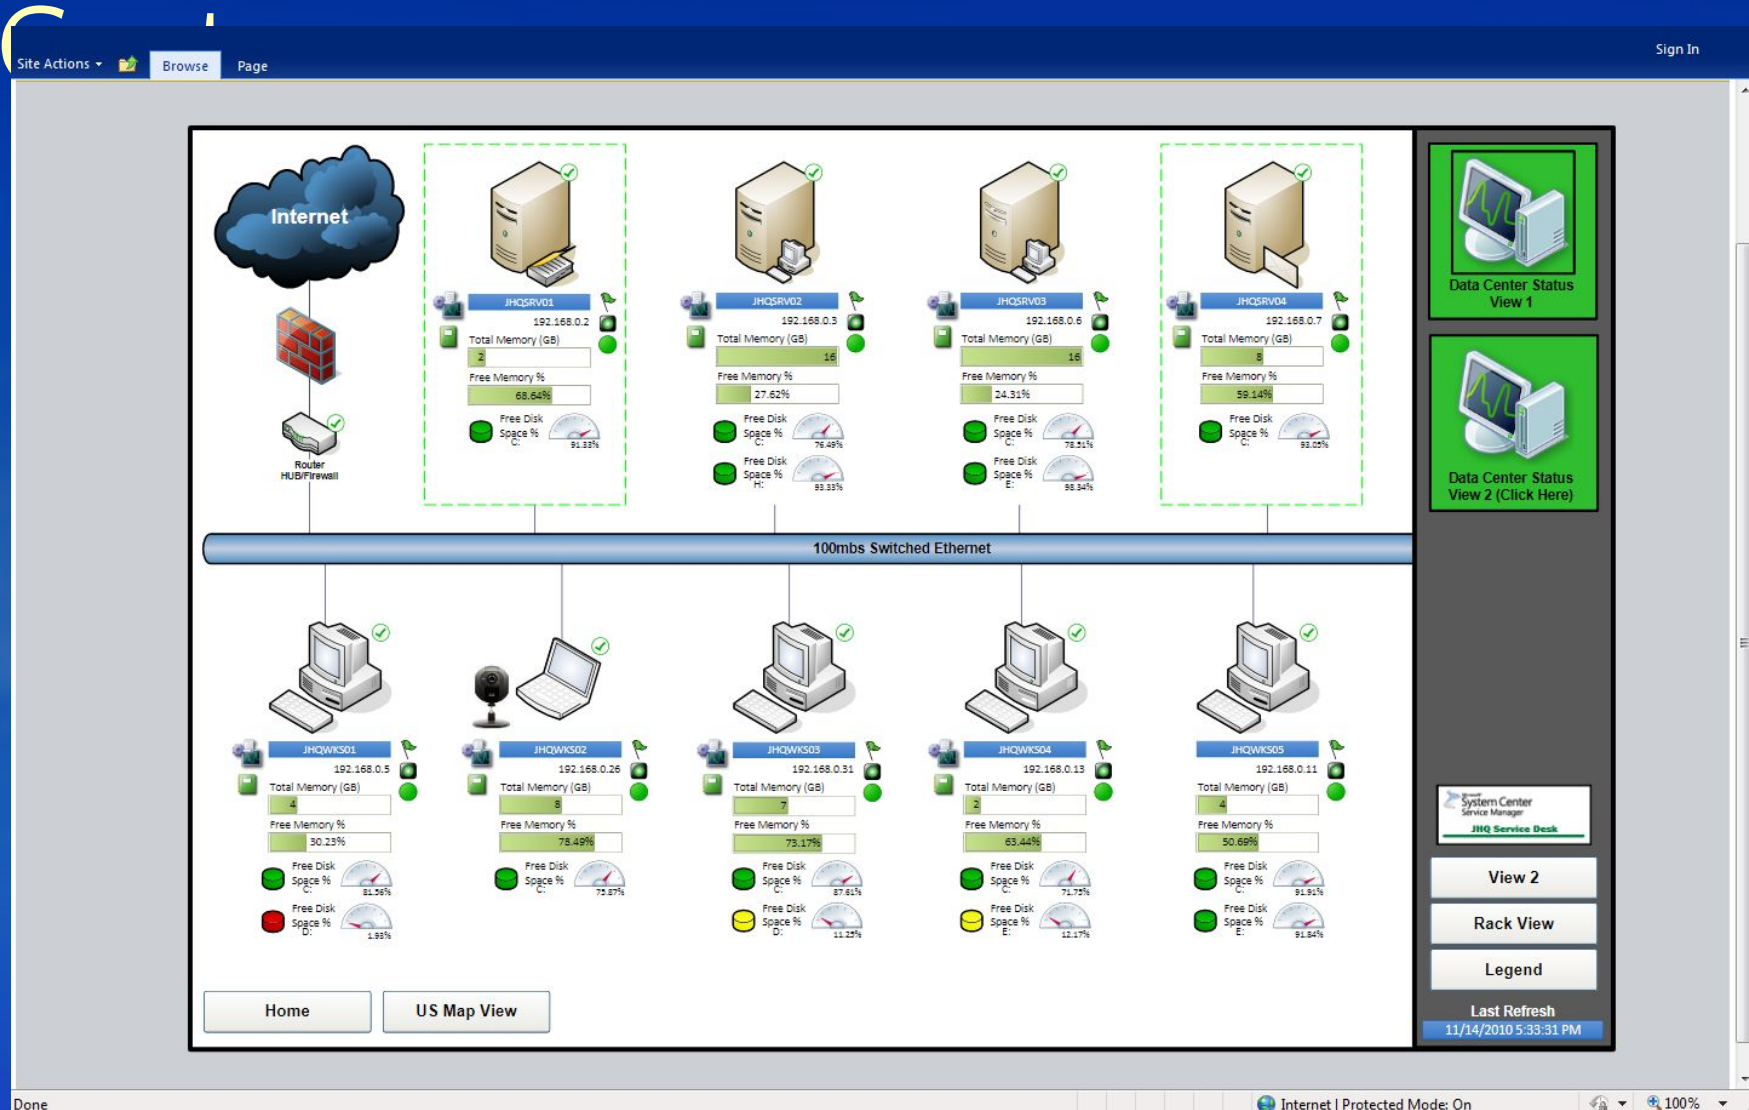 Site Actions
Browse
Page
Sign In
Internet
Router
HUB/Firewall
JHQSRV01
192.168.0.2
Total Memory (GB)
2
Free Memory %
68.64%
Free Disk
Space %
C:
91.33%
JHQSRV02
192.168.0.3
Total Memory (GB)
16
Free Memory %
27.62%
Free Disk
Space %
C:
76.49%
Free Disk
Space %
H:
93.33%
JHQSRV03
192.168.0.6
Total Memory (GB)
16
Free Memory %
24.31%
Free Disk
Space %
C:
78.51%
Free Disk
Space %
E:
98.34%
JHQSRV04
192.168.0.7
Total Memory (GB)
8
Free Memory %
59.14%
Free Disk
Space %
C:
93.05%
100mbs Switched Ethernet
JHQWKS01
192.168.0.5
Total Memory (GB)
4
Free Memory %
30.23%
Free Disk
Space %
C:
81.56%
Free Disk
Space %
D:
1.93%
JHQWKS02
192.168.0.26
Total Memory (GB)
8
Free Memory %
78.49%
Free Disk
Space %
C:
75.87%
JHQWKS03
192.168.0.31
Total Memory (GB)
7
Free Memory %
73.17%
Free Disk
Space %
C:
87.61%
Free Disk
Space %
D:
11.25%
JHQWKS04
192.168.0.13
Total Memory (GB)
2
Free Memory %
63.44%
Free Disk
Space %
C:
71.75%
Free Disk
Space %
E:
12.17%
JHQWKS05
192.168.0.11
Total Memory (GB)
4
Free Memory %
50.69%
Free Disk
Space %
C:
91.91%
Free Disk
Space %
E:
91.84%
Home
US Map View
Data Center Status
View 1
Data Center Status
View 2 (Click Here)
Microsoft
System Center
Service Manager
JHQ Service Desk
View 2
Rack View
Legend
Last Refresh
11/14/2010 5:33:31 PM
Done
Internet | Protected Mode: On
100%